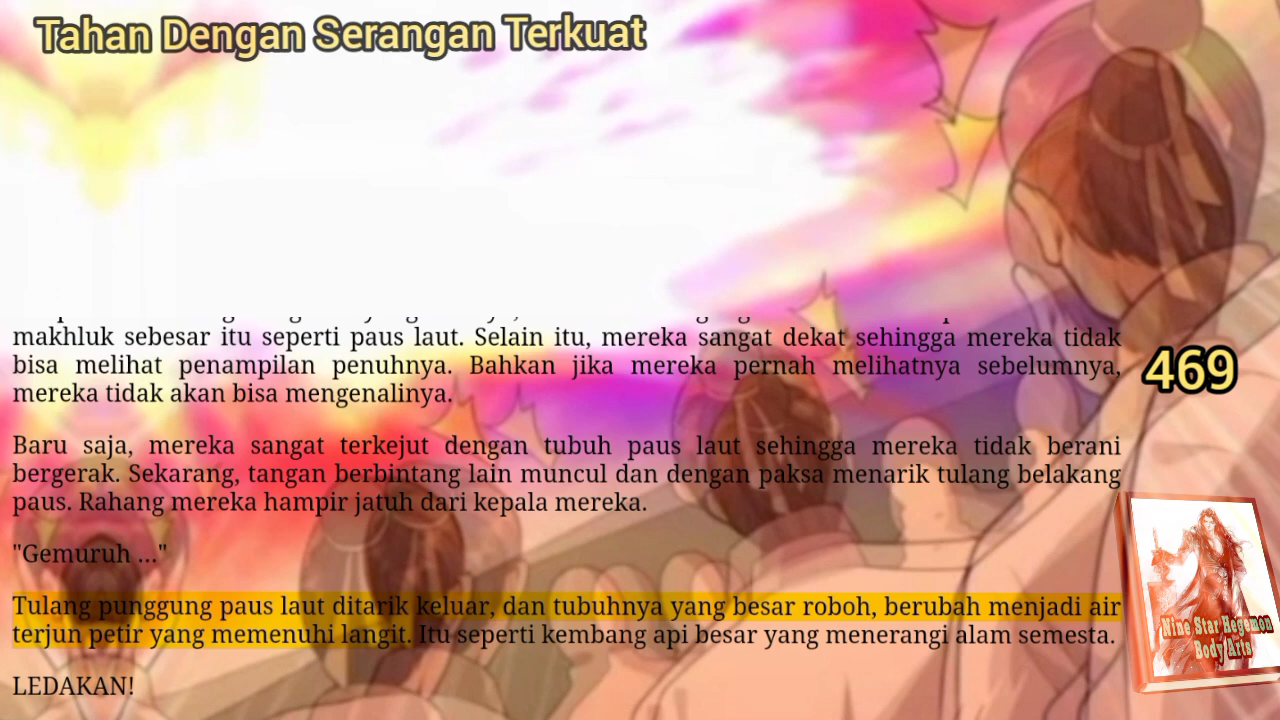 Tahan Dengan Serangan Terkuat
makhluk sebesar itu seperti paus laut. Selain itu, mereka sangat dekat sehingga mereka tidak
bisa melihat penampilan penuhnya. Bahkan jika mereka pernah melihatnya sebelumnya,
mereka tidak akan bisa mengenalinya.
469
Baru saja, mereka sangat terkejut dengan tubuh paus laut sehingga mereka tidak berani
bergerak. Sekarang, tangan berbintang lain muncul dan dengan paksa menarik tulang belakang
paus. Rahang mereka hampir jatuh dari kepala mereka.
"Gemuruh ..."
Tulang punggung paus laut ditarik keluar, dan tubuhnya yang besar roboh, berubah menjadi air
terjun petir yang memenuhi langit. Itu seperti kembang api besar yang menerangi alam semesta.
LEDAKAN!
Nine Star Hegemon
Body Arts